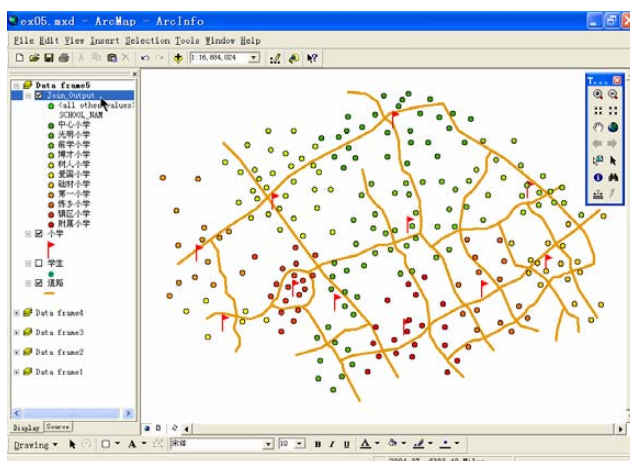 ex05.mxd - ArcMap - ArcInfo
File Edit View Insert Selection Tools Window Help
1:16,884,024
T...
Data frame5
Join_Output
<all other values>
SCHOOL_NAM
中心小学
光明小学
前学小学
博才小学
树人小学
爱国小学
础材小学
第一小学
练乡小学
镇区小学
附属小学
小学
学生
道路
Data frame4
Data frame3
Data frame2
Data frame1
Display Source
Drawing
宋体
10
B I U A